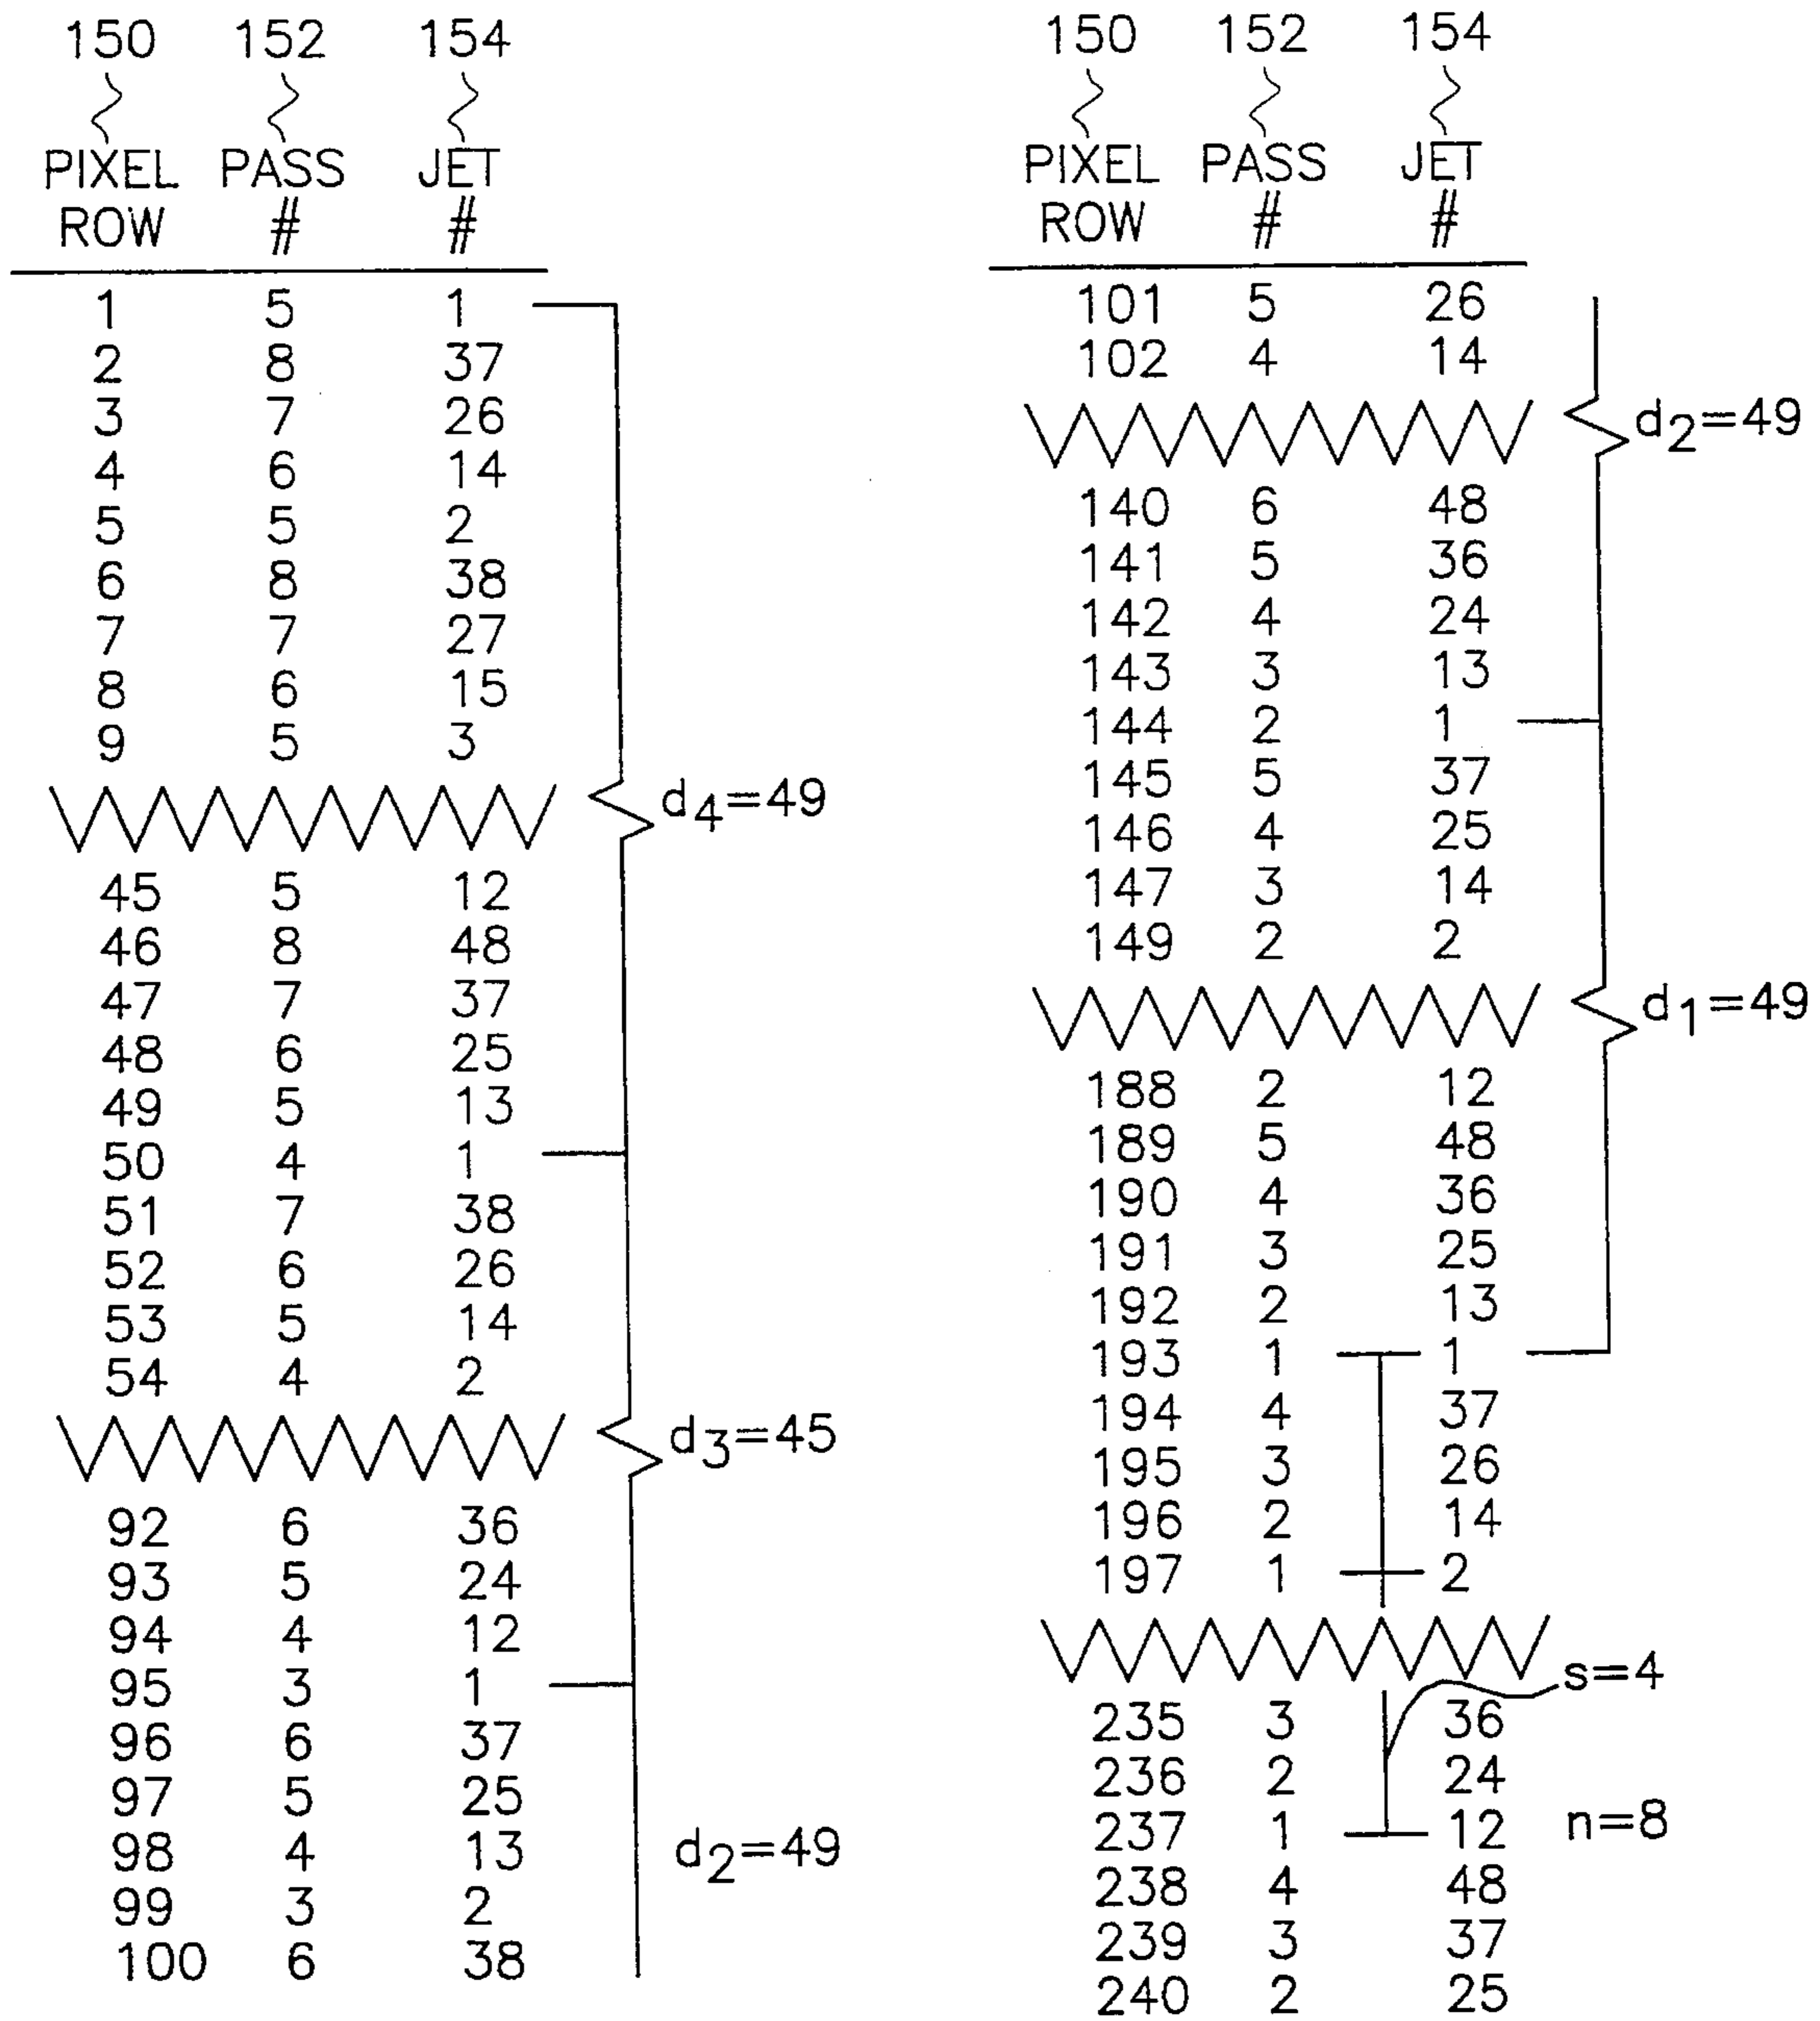 150 152 154
PIXEL PASS JET
ROW # #
1 5 1
2 8 37
3 7 26
4 6 14
5 5 2
6 8 38
7 7 27
8 6 15
9 5 3
d4=49
45 5 12
46 8 48
47 7 37
48 6 25
49 5 13
50 4 1
51 7 38
52 6 26
53 5 14
54 4 2
d3=45
92 6 36
93 5 24
94 4 12
95 3 1
96 6 37
97 5 25
98 4 13
d2=49
99 3 2
100 6 38
150 152 154
PIXEL PASS JET
ROW # #
101 5 26
102 4 14
d2=49
140 6 48
141 5 36
142 4 24
143 3 13
144 2 1
145 5 37
146 4 25
147 3 14
149 2 2
d1=49
188 2 12
189 5 48
190 4 36
191 3 25
192 2 13
193 1 1
194 4 37
195 3 26
196 2 14
197 1 2
s=4
235 3 36
236 2 24
237 1 12
n=8
238 4 48
239 3 37
240 2 25